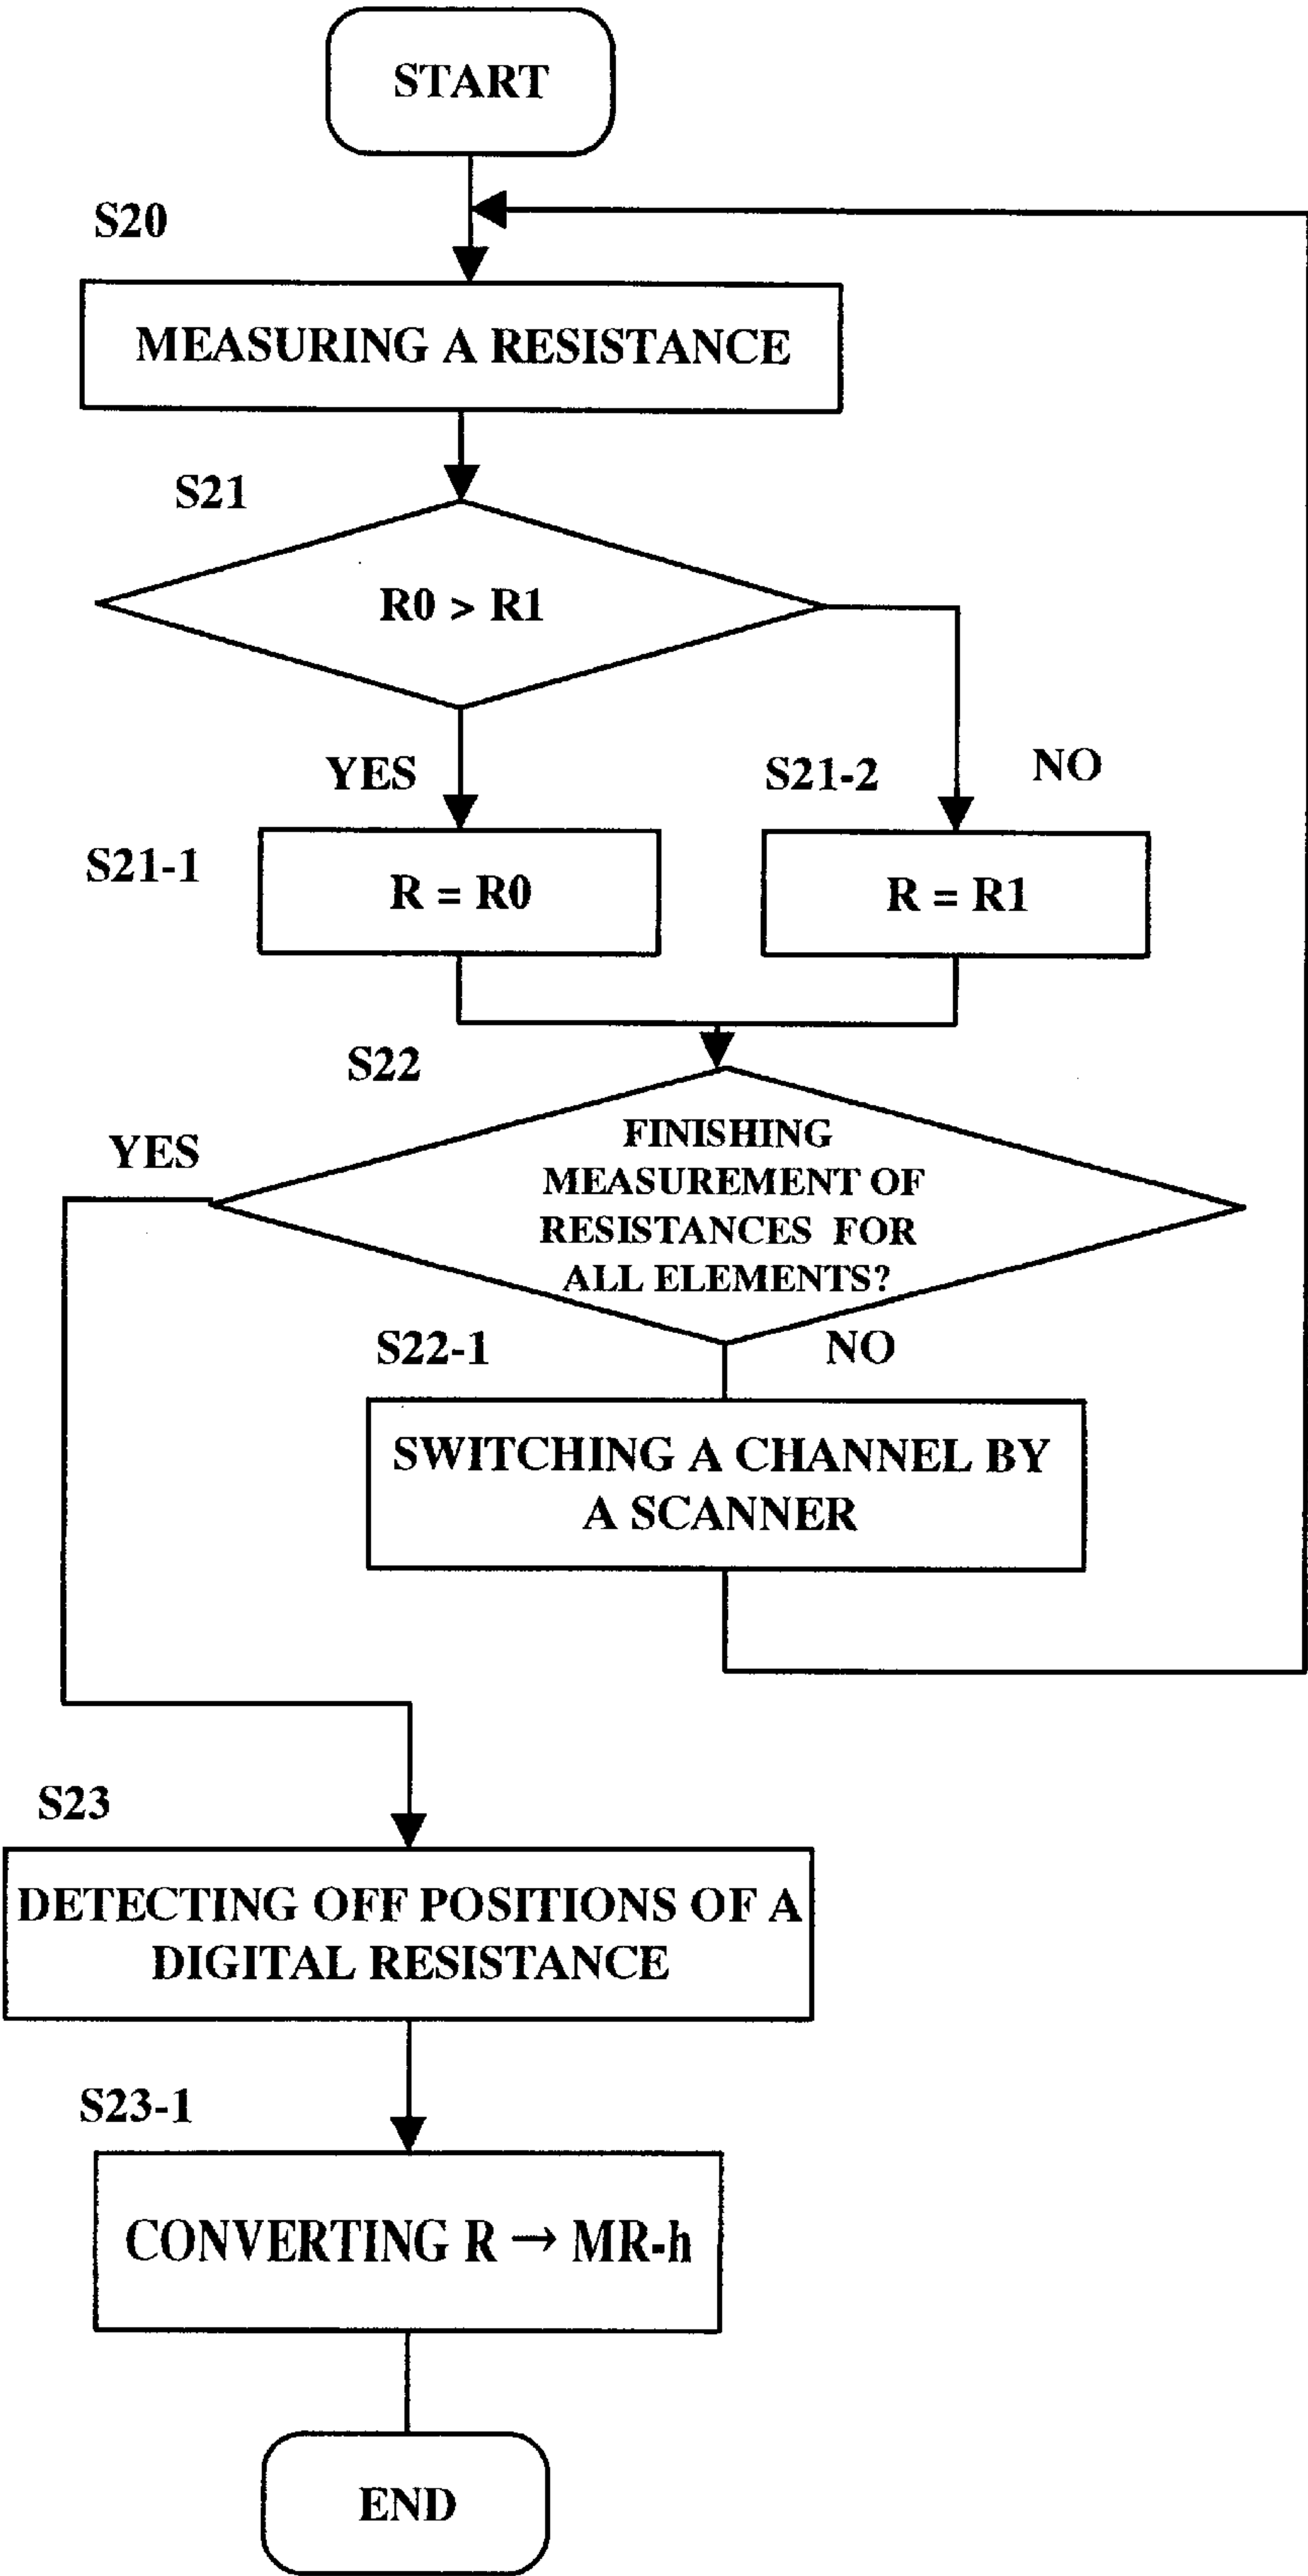 START
S20
MEASURING A RESISTANCE
S21
R0 > R1
YES
S21-2
NO
S21-1
R = R0
R = R1
S22
YES
FINISHING
MEASUREMENT OF
RESISTANCES FOR
ALL ELEMENTS?
S22-1
NO
SWITCHING A CHANNEL BY
A SCANNER
S23
DETECTING OFF POSITIONS OF A
DIGITAL RESISTANCE
S23-1
CONVERTING R → MR-h
END